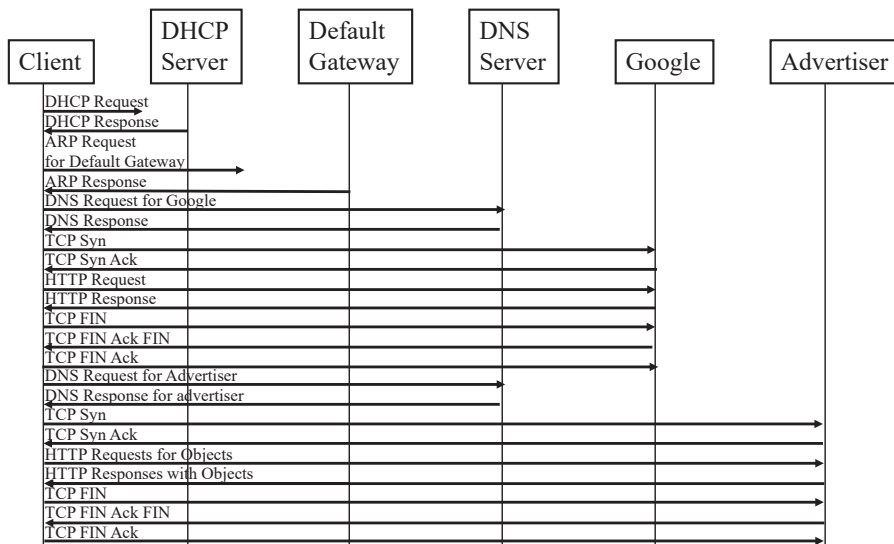 Client
DHCP
Server
Default
Gateway
DNS
Server
Google
Advertiser
DHCP Request
DHCP Response
ARP Request
for Default Gateway
ARP Response
DNS Request for Google
DNS Response
TCP Syn
TCP Syn Ack
HTTP Request
HTTP Response
TCP FIN
TCP FIN Ack FIN
TCP FIN Ack
DNS Request for Advertiser
DNS Response for advertiser
TCP Syn
TCP Syn Ack
HTTP Requests for Objects
HTTP Responses with Objects
TCP FIN
TCP FIN Ack FIN
TCP FIN Ack